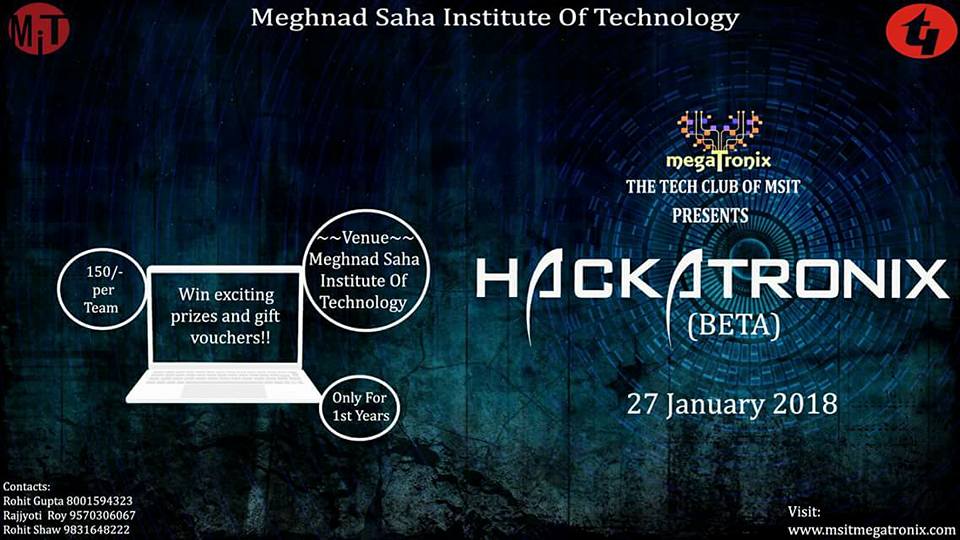 Meghnad Saha Institute Of Technology
MiT
megaTronix
THE TECH CLUB OF MSIT
PRESENTS
HACKATRONIX
(BETA)
27 January 2018
150/-
per
Team
Win exciting
prizes and gift
vouchers!!
~~Venue~~
Meghnad Saha
Institute Of
Technology
Only For
1st Years
Contacts:
Rohit Gupta 8001594323
Rajjyoti Roy 9570306067
Rohit Shaw 9831648222
Visit:
www.msitmegatronix.com